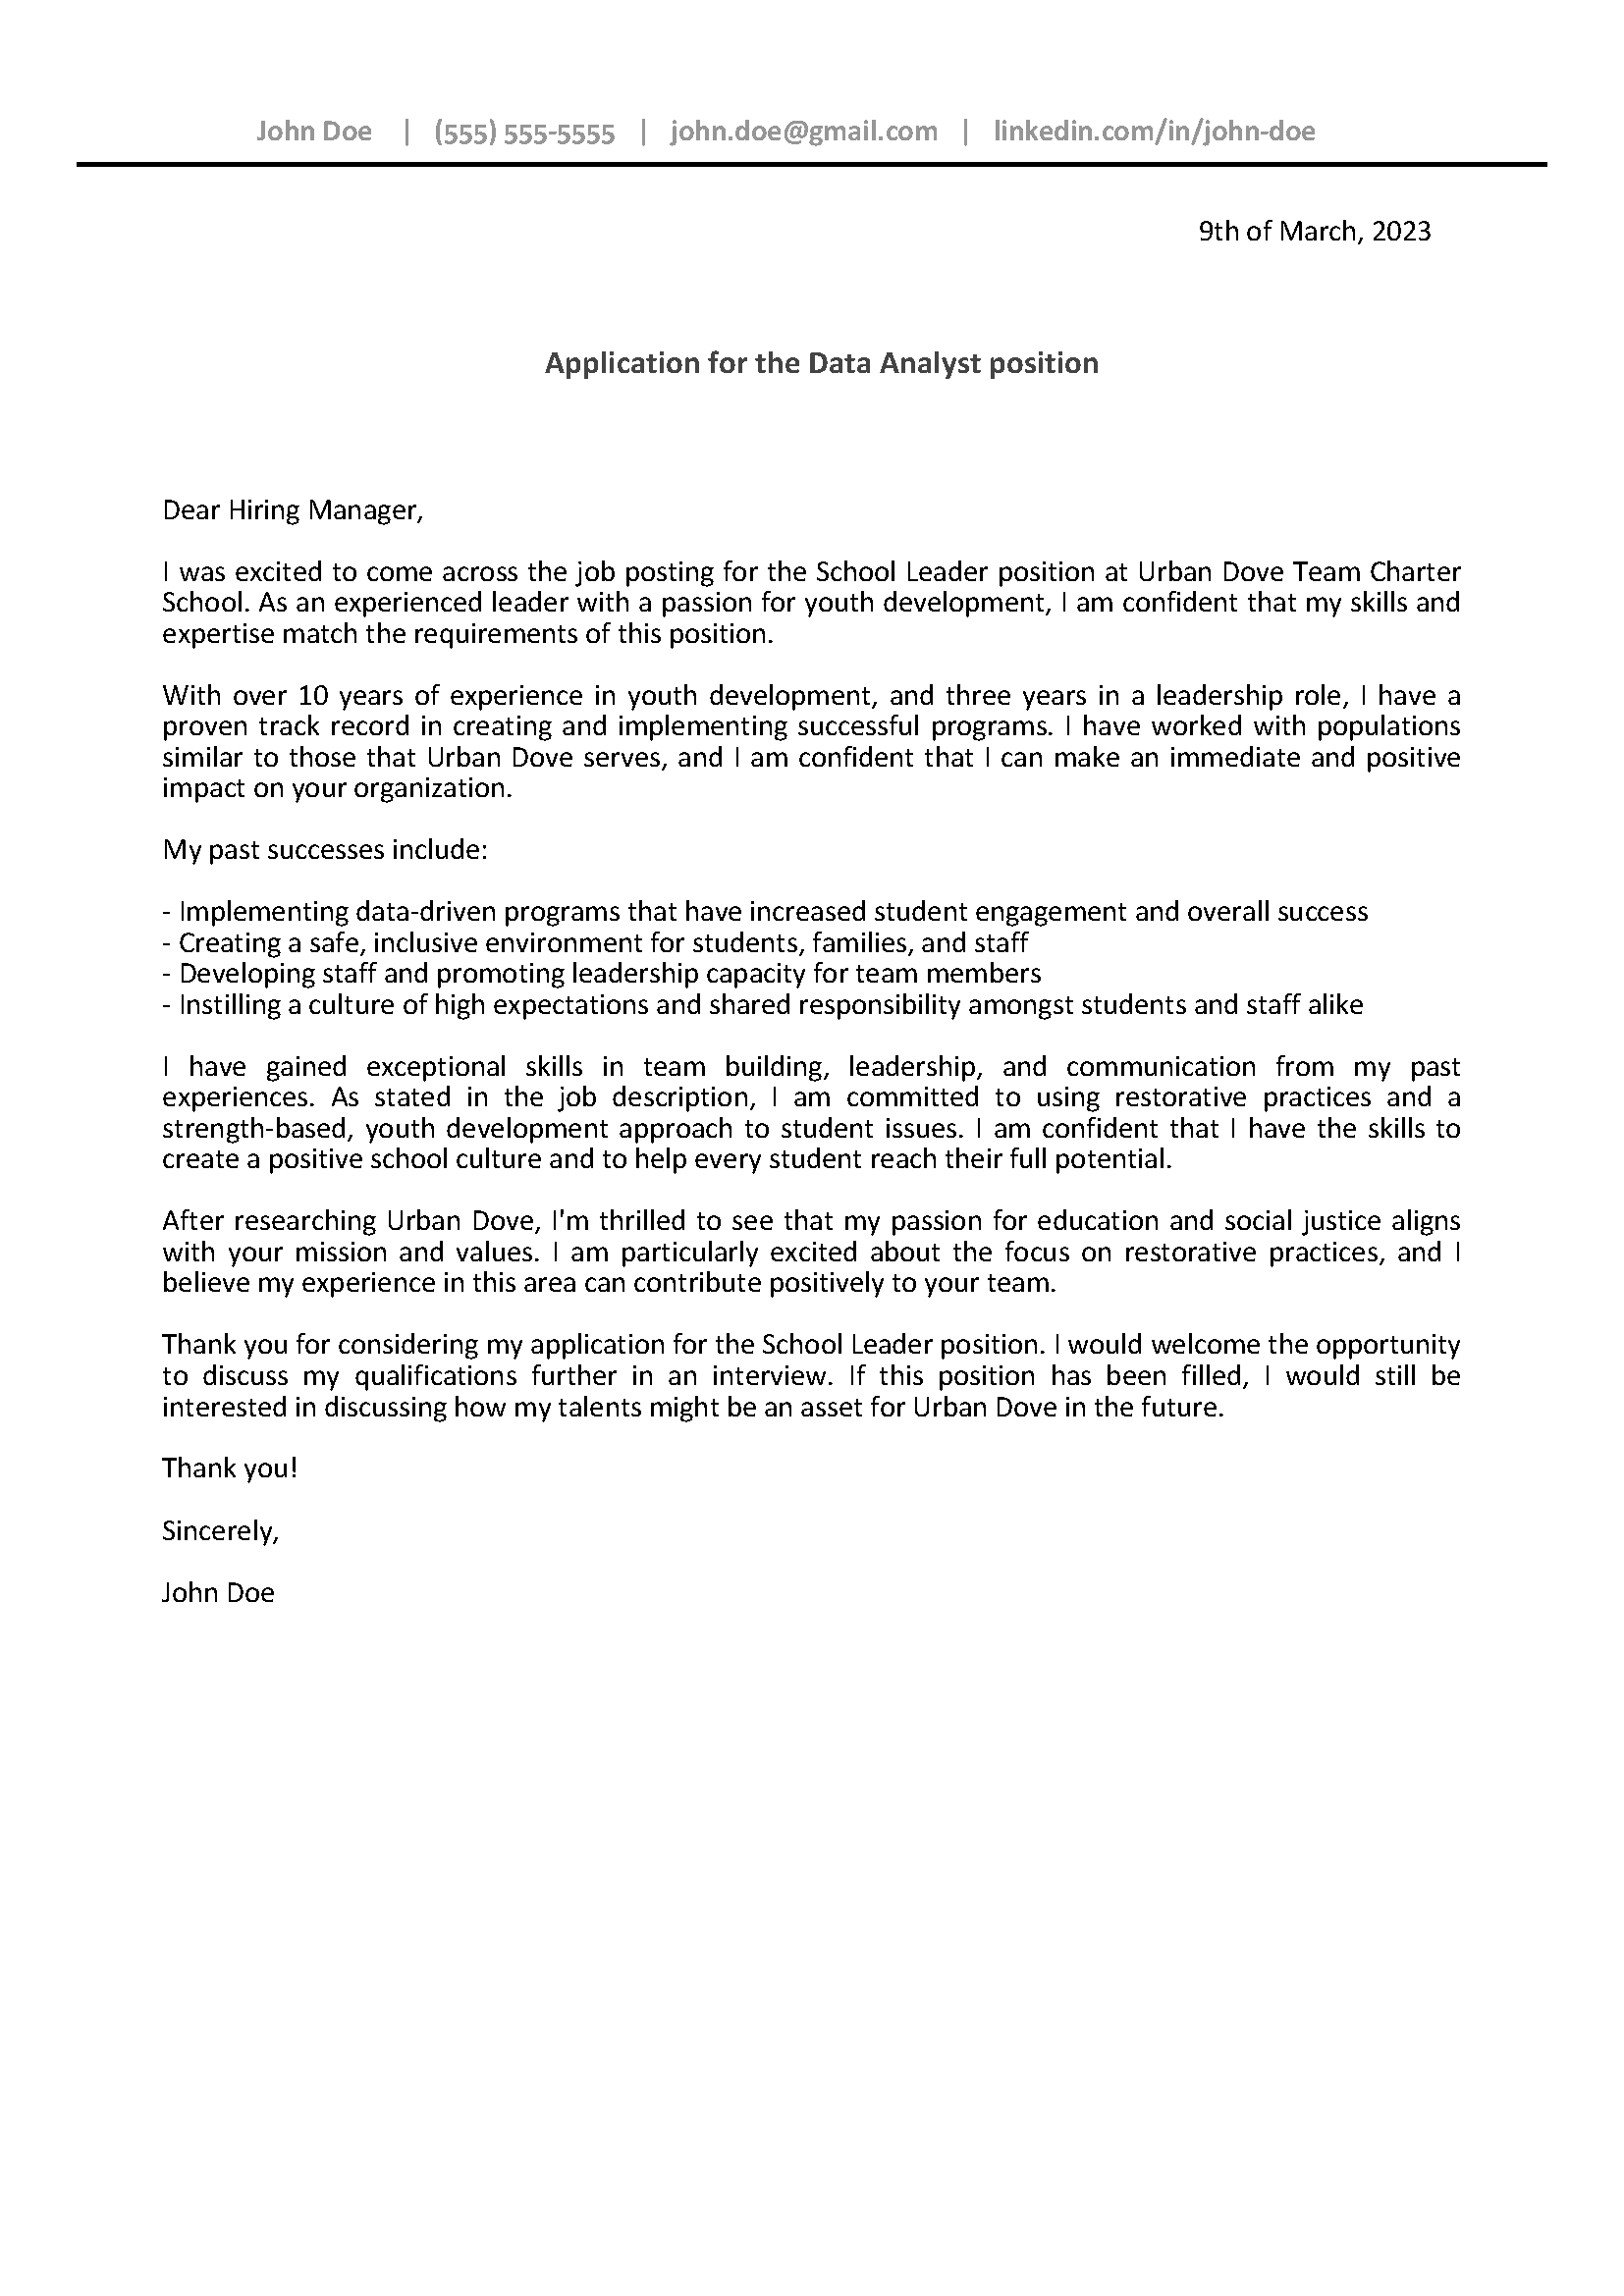 John Doe | (555) 555-5555 | john.doe@gmail.com | linkedin.com/in/john-doe
9th of March, 2023
Application for the Data Analyst position
Dear Hiring Manager,
I was excited to come across the job posting for the School Leader position at Urban Dove Team Charter
School. As an experienced leader with a passion for youth development, I am confident that my skills and
expertise match the requirements of this position.
With over 10 years of experience in youth development, and three years in a leadership role, I have a
proven track record in creating and implementing successful programs. I have worked with populations
similar to those that Urban Dove serves, and I am confident that I can make an immediate and positive
impact on your organization.
My past successes include:
- Implementing data-driven programs that have increased student engagement and overall success
- Creating a safe, inclusive environment for students, families, and staff
- Developing staff and promoting leadership capacity for team members
- Instilling a culture of high expectations and shared responsibility amongst students and staff alike
I have gained exceptional skills in team building, leadership, and communication from my past
experiences. As stated in the job description, I am committed to using restorative practices and a
strength-based, youth development approach to student issues. I am confident that I have the skills to
create a positive school culture and to help every student reach their full potential.
After researching Urban Dove, I'm thrilled to see that my passion for education and social justice aligns
with your mission and values. I am particularly excited about the focus on restorative practices, and I
believe my experience in this area can contribute positively to your team.
Thank you for considering my application for the School Leader position. I would welcome the opportunity
to discuss my qualifications further in an interview. If this position has been filled, I would still be
interested in discussing how my talents might be an asset for Urban Dove in the future.
Thank you!
Sincerely,
John Doe